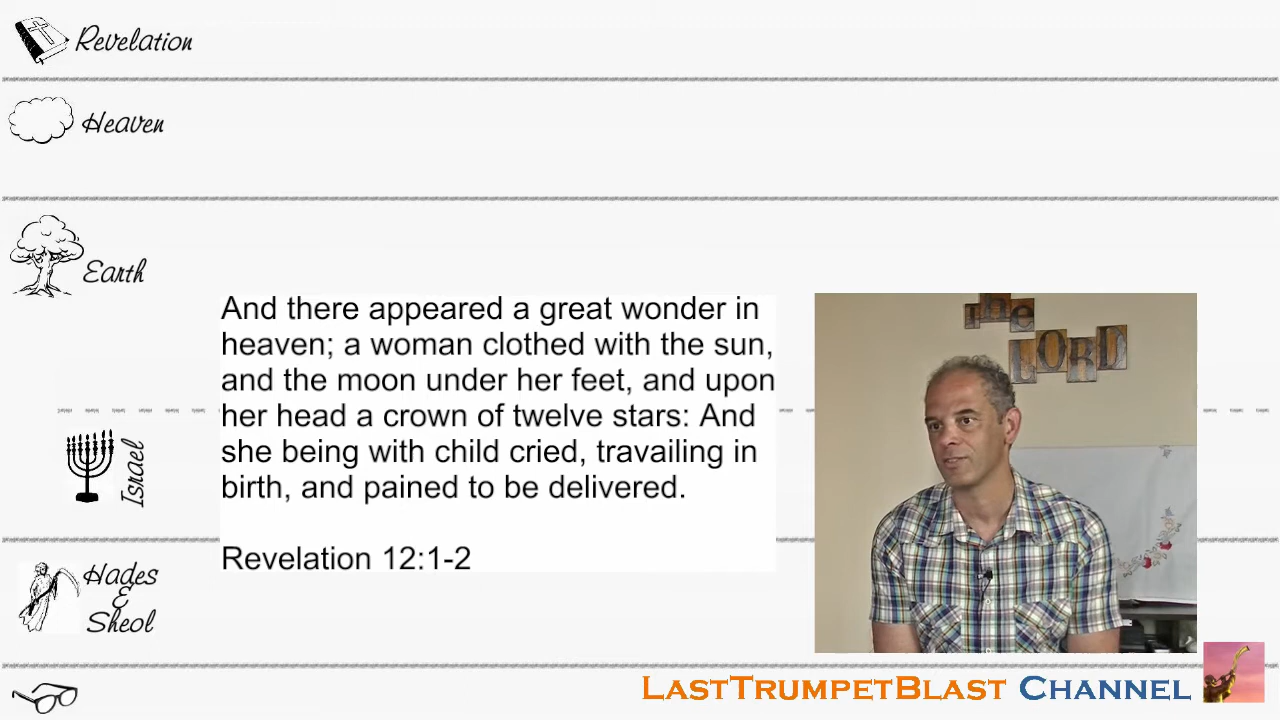 Revelation
Heaven
Earth
And there appeared a great wonder in
heaven; a woman clothed with the sun,
and the moon under her feet, and upon
her head a crown of twelve stars: And
she being with child cried, travailing in
birth, and pained to be delivered.
Revelation 12:1-2
The
LORD
Israel
Hades
&
Sheol
LASTTRUMPETBLAST CHANNEL